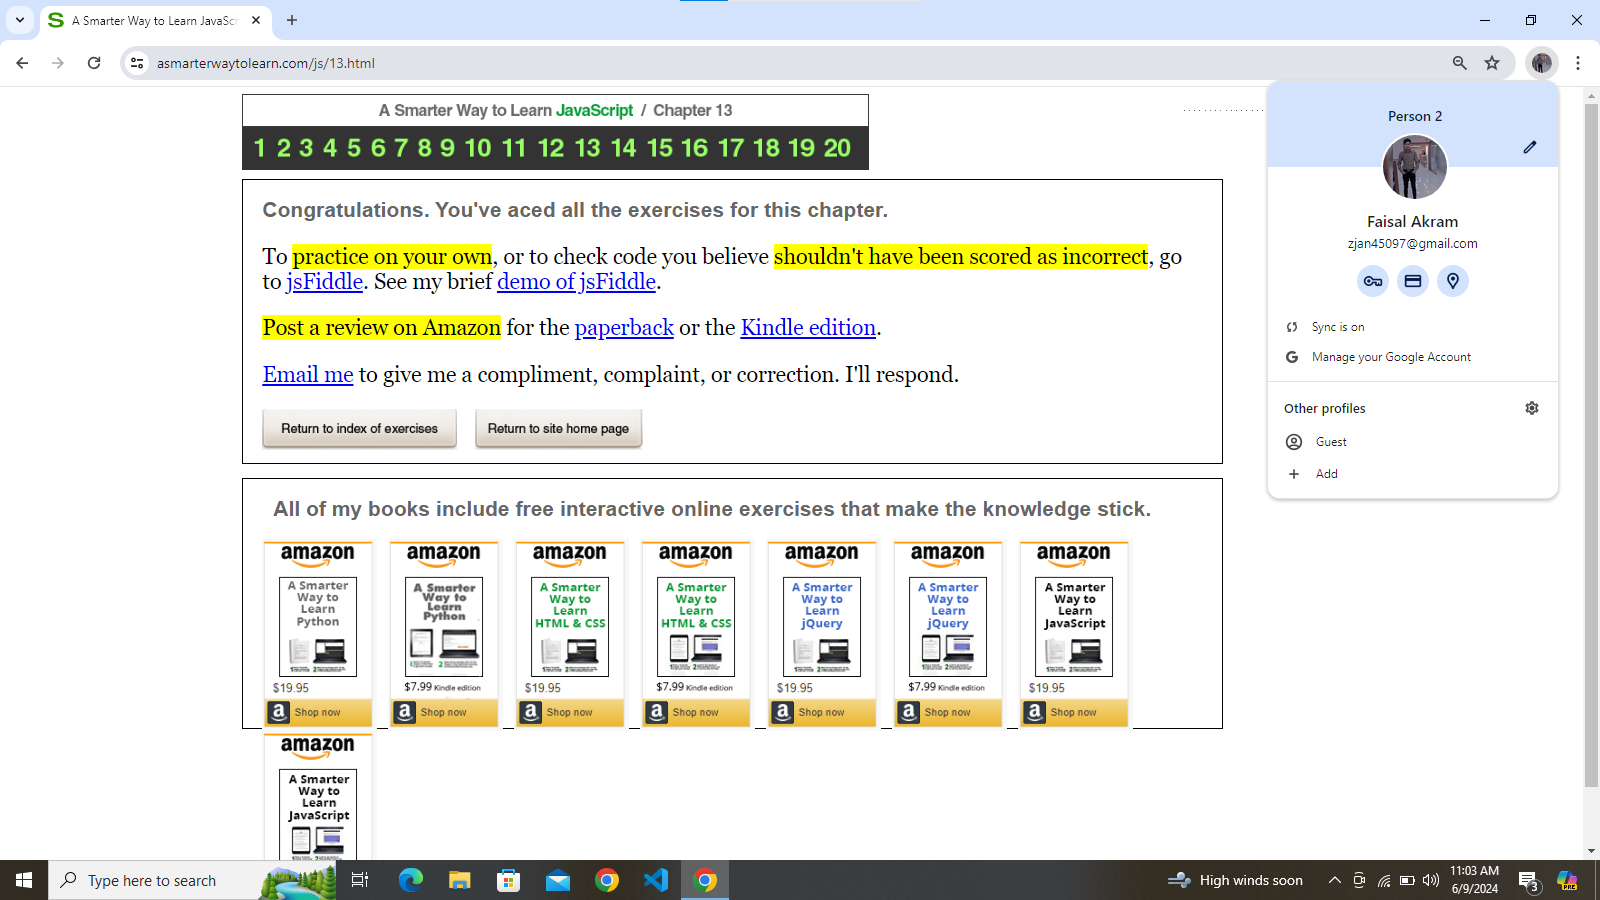 A Smarter Way to Learn JavaScr
asmarterwaytolearn.com/js/13.html
A Smarter Way to Learn JavaScript / Chapter 13
1 2 3 4 5 6 7 8 9 10 11 12 13 14 15 16 17 18 19 20
Congratulations. You've aced all the exercises for this chapter.
To practice on your own, or to check code you believe shouldn't have been scored as incorrect, go
to jsFiddle. See my brief demo of jsFiddle.
Post a review on Amazon for the paperback or the Kindle edition.
Email me to give me a compliment, complaint, or correction. I'll respond.
Return to index of exercises
Return to site home page
Person 2
Faisal Akram
zjan45097@gmail.com
Sync is on
Manage your Google Account
Other profiles
Guest
Add
All of my books include free interactive online exercises that make the knowledge stick.
amazon
A Smarter
Way to
Learn
Python
$19.95
a Shop now
amazon
A Smarter
Way to
Learn
Python
$7.99 Kindle edition
a Shop now
amazon
A Smarter
Way to
Learn
HTML & CSS
$19.95
a Shop now
amazon
A Smarter
Way to
Learn
HTML & CSS
$7.99 Kindle edition
a Shop now
amazon
A Smarter
Way to
Learn
jQuery
$19.95
a Shop now
amazon
A Smarter
Way to
Learn
jQuery
$7.99 Kindle edition
a Shop now
amazon
A Smarter
Way to
Learn
JavaScript
$19.95
a Shop now
amazon
A Smarter
Way to
Learn
JavaScript
Type here to search
High winds soon
11:03 AM
6/9/2024
3
PRE